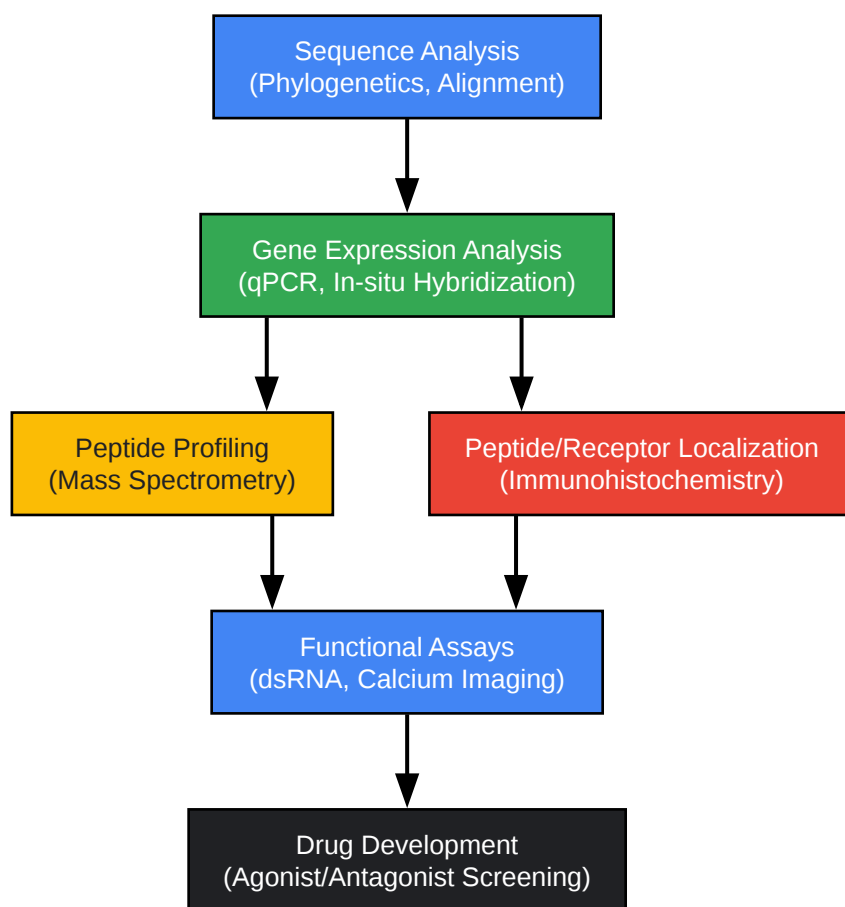 Sequence Analysis
(Phylogenetics, Alignment)
Gene Expression Analysis
(qPCR, In-situ Hybridization)
Peptide Profiling
(Mass Spectrometry)
Peptide/Receptor Localization
(Immunohistochemistry)
Functional Assays
(dsRNA, Calcium Imaging)
Drug Development
(Agonist/Antagonist Screening)